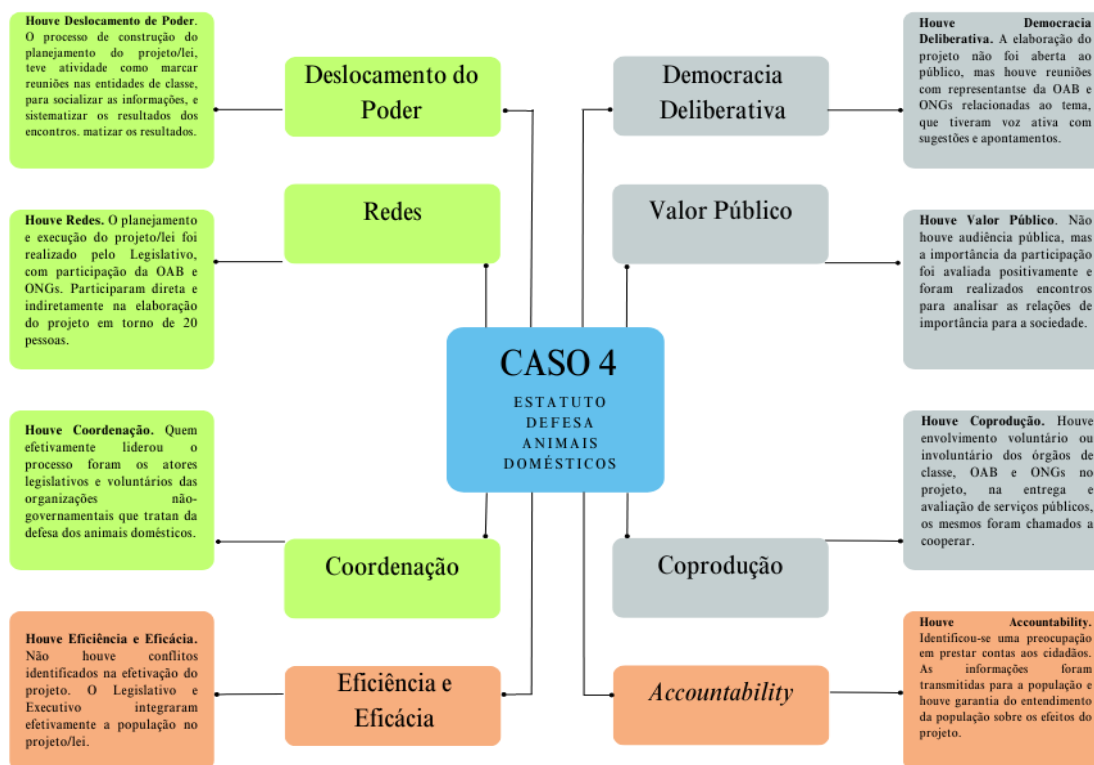 Houve Deslocamento de Poder.
O processo de construção do
planejamento do projeto/lei,
teve atividade como marcar
reuniões nas entidades de classe,
para socializar as informações, e
sistematizar os resultados dos
encontros. matizar os resultados.
Deslocamento do
Poder
Democracia
Deliberativa
Houve Democracia
Deliberativa. A elaboração do
projeto não foi aberta ao
público, mas houve reuniões
com representantse da OAB e
ONGs relacionadas ao tema,
que tiveram voz ativa com
sugestões e apontamentos.
Houve Redes. O planejamento
e execução do projeto/lei foi
realizado pelo Legislativo,
com participação da OAB e
ONGs. Participaram direta e
indiretamente na elaboração
do projeto em torno de 20
pessoas.
Redes
Valor Público
Houve Valor Público. Não
houve audiência pública, mas
a importância da participação
foi avaliada positivamente e
foram realizados encontros
para analisar as relações de
importância para a sociedade.
CASO 4
ESTATUTO
DEFESA
ANIMAIS
DOMÉSTICOS
Houve Coordenação. Quem
efetivamente liderou o
processo foram os atores
legislativos e voluntários das
organizações não-
governamentais que tratan da
defesa dos animais domésticos.
Coordenação
Coprodução
Houve Coprodução. Houve
envolvimento voluntário ou
involuntário dos órgãos de
classe, OAB e ONGs no
projeto, na entrega e
avaliação de serviços públicos,
os mesmos foram chamados a
cooperar.
Houve Eficiência e Eficácia.
Não houve conflitos
identificados na efetivação do
projeto. O Legislativo e
Executivo integraram
efetivamente a população no
projeto/lei.
Eficiência e
Eficácia
Accountability
Houve Accountability.
Identificou-se uma preocupação
em prestar contas aos cidadãos.
As informações foram
transmitidas para a população e
houve garantia do entendimento
da população sobre os efeitos do
projeto.